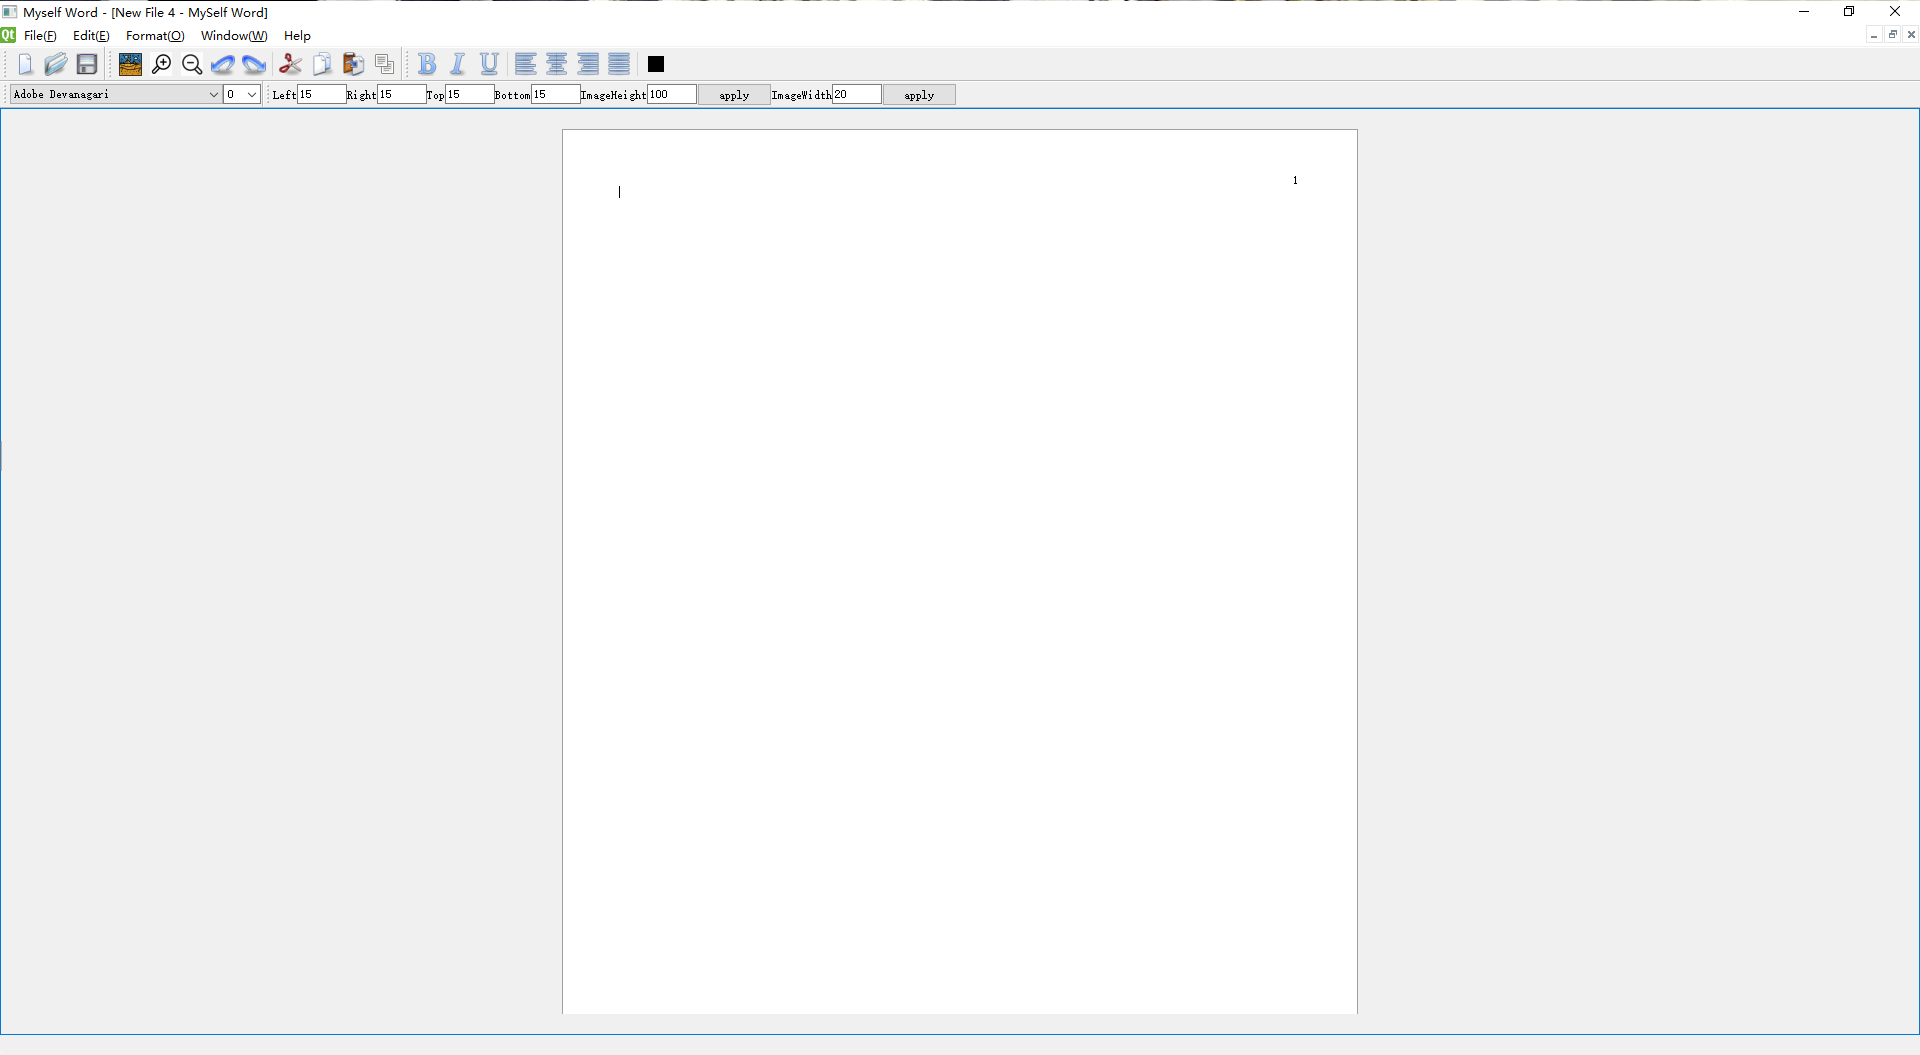 Myself Word - [New File 4 - MySelf Word]
Qt File(F) Edit(E) Format(O) Window(W) Help
B I U
Adobe Devanagari 0 Left 15 Right 15 Top 15 Bottom 15 ImageHeight 100 apply ImageWidth 20 apply
1